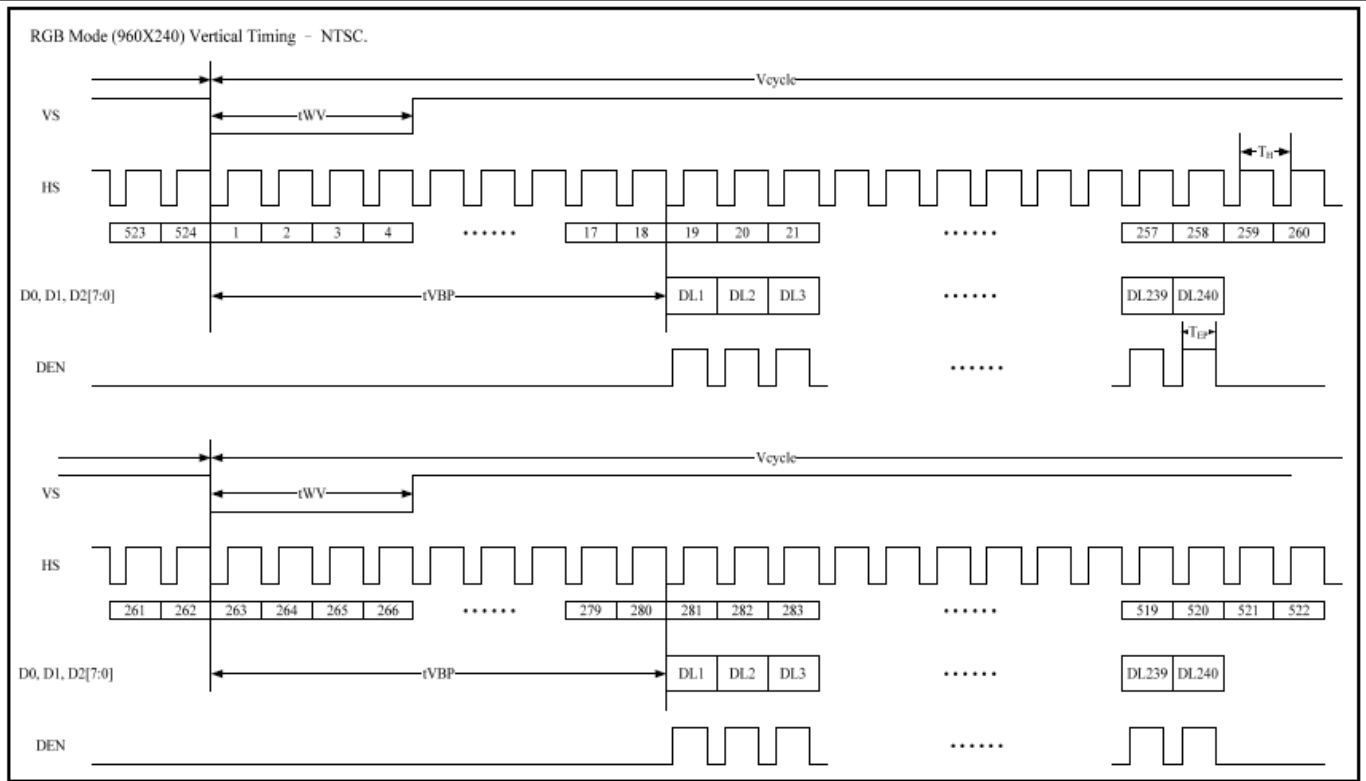 RGB Mode (960X240) Vertical Timing – NTSC.
Vcycle
VS
tWV
TH
HS
523 524 1 2 3 4 ...... 17 18 19 20 21 ...... 257 258 259 260
D0, D1, D2[7:0] tVBP DL1 DL2 DL3 ...... DL239 DL240
TEP
DEN ......
Vcycle
VS
tWV
HS
261 262 263 264 265 266 ...... 279 280 281 282 283 ...... 519 520 521 522
D0, D1, D2[7:0] tVBP DL1 DL2 DL3 ...... DL239 DL240
DEN ......